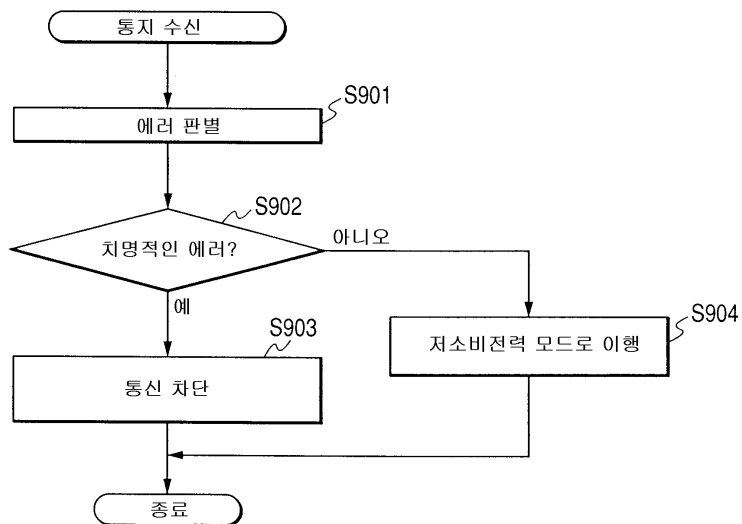 통지 수신
S901
에러 판별
S902
치명적인 에러?
아니오
예
S903
통신 차단
S904
저소비전력 모드로 이행
종료